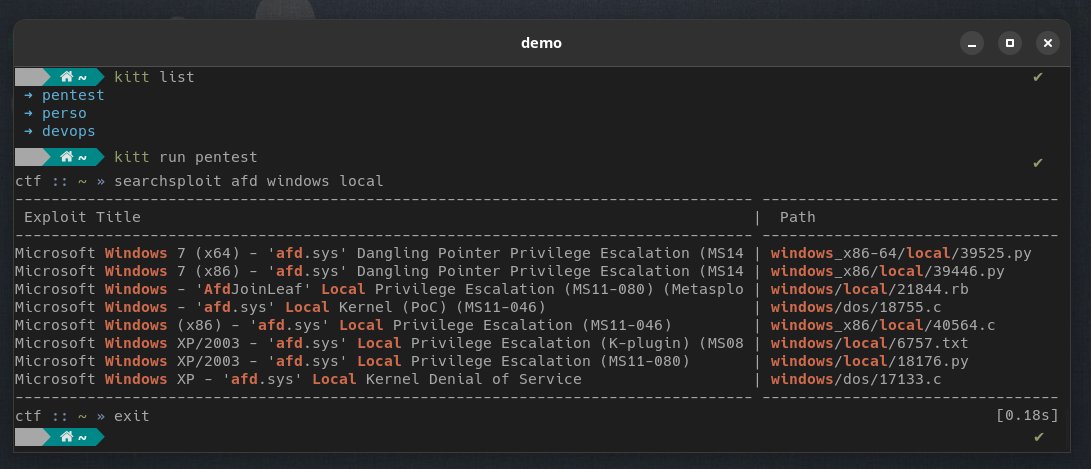 demo
~ kitt list ✔
➜ pentest
➜ perso
➜ devops
~ kitt run pentest ✔
ctf :: ~ » searchsploit afd windows local
--------------------------------------------------------------------------------- ---------------------------------
Exploit Title | Path
--------------------------------------------------------------------------------- ---------------------------------
Microsoft Windows 7 (x64) - 'afd.sys' Dangling Pointer Privilege Escalation (MS14 | windows_x86-64/local/39525.py
Microsoft Windows 7 (x86) - 'afd.sys' Dangling Pointer Privilege Escalation (MS14 | windows_x86/local/39446.py
Microsoft Windows - 'AfdJoinLeaf' Local Privilege Escalation (MS11-080) (Metasplo | windows/local/21844.rb
Microsoft Windows - 'afd.sys' Local Kernel (PoC) (MS11-046) | windows/dos/18755.c
Microsoft Windows (x86) - 'afd.sys' Local Privilege Escalation (MS11-046) | windows_x86/local/40564.c
Microsoft Windows XP/2003 - 'afd.sys' Local Privilege Escalation (K-plugin) (MS08 | windows/local/6757.txt
Microsoft Windows XP/2003 - 'afd.sys' Local Privilege Escalation (MS11-080) | windows/local/18176.py
Microsoft Windows XP - 'afd.sys' Local Kernel Denial of Service | windows/dos/17133.c
--------------------------------------------------------------------------------- ---------------------------------
ctf :: ~ » exit [0.18s]
~ ✔